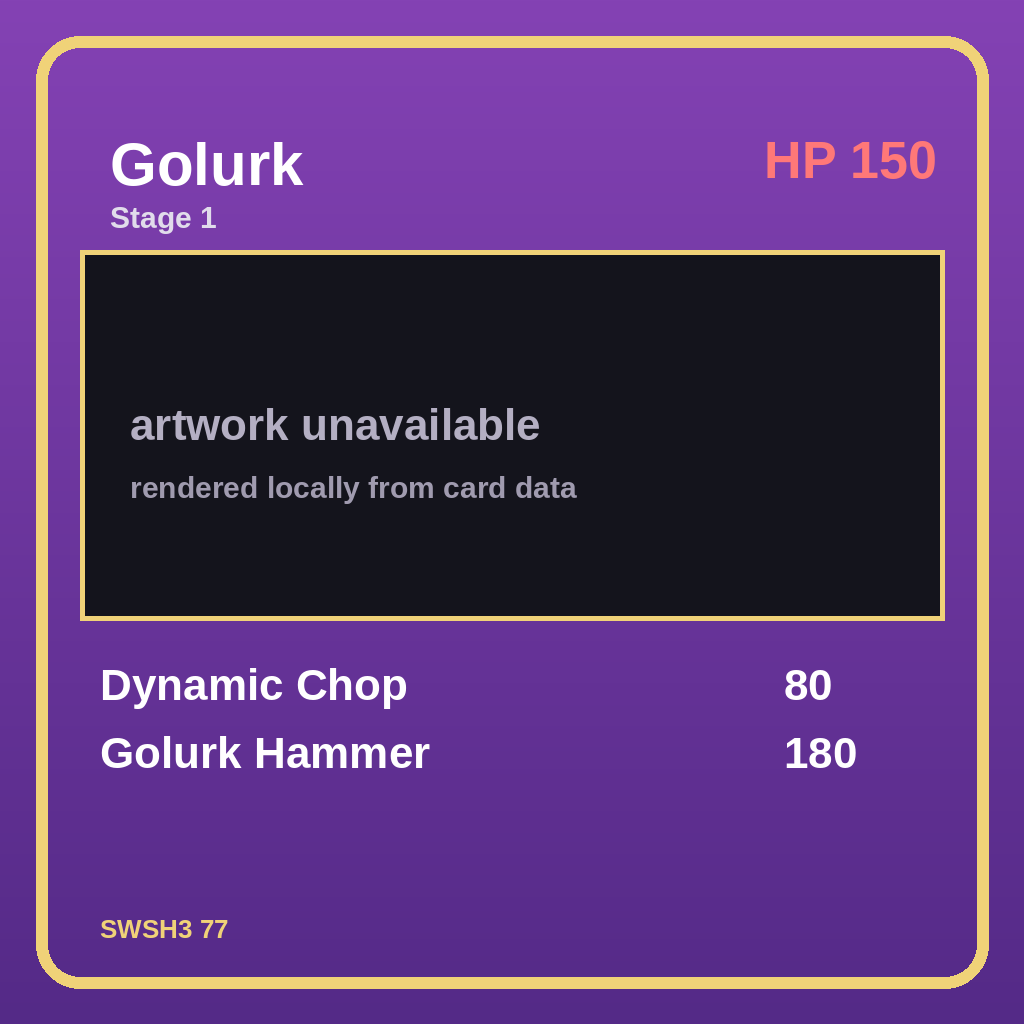 Golurk
HP 150
Stage 1
artwork unavailable
rendered locally from card data
Dynamic Chop 80
Golurk Hammer 180
SWSH3 77